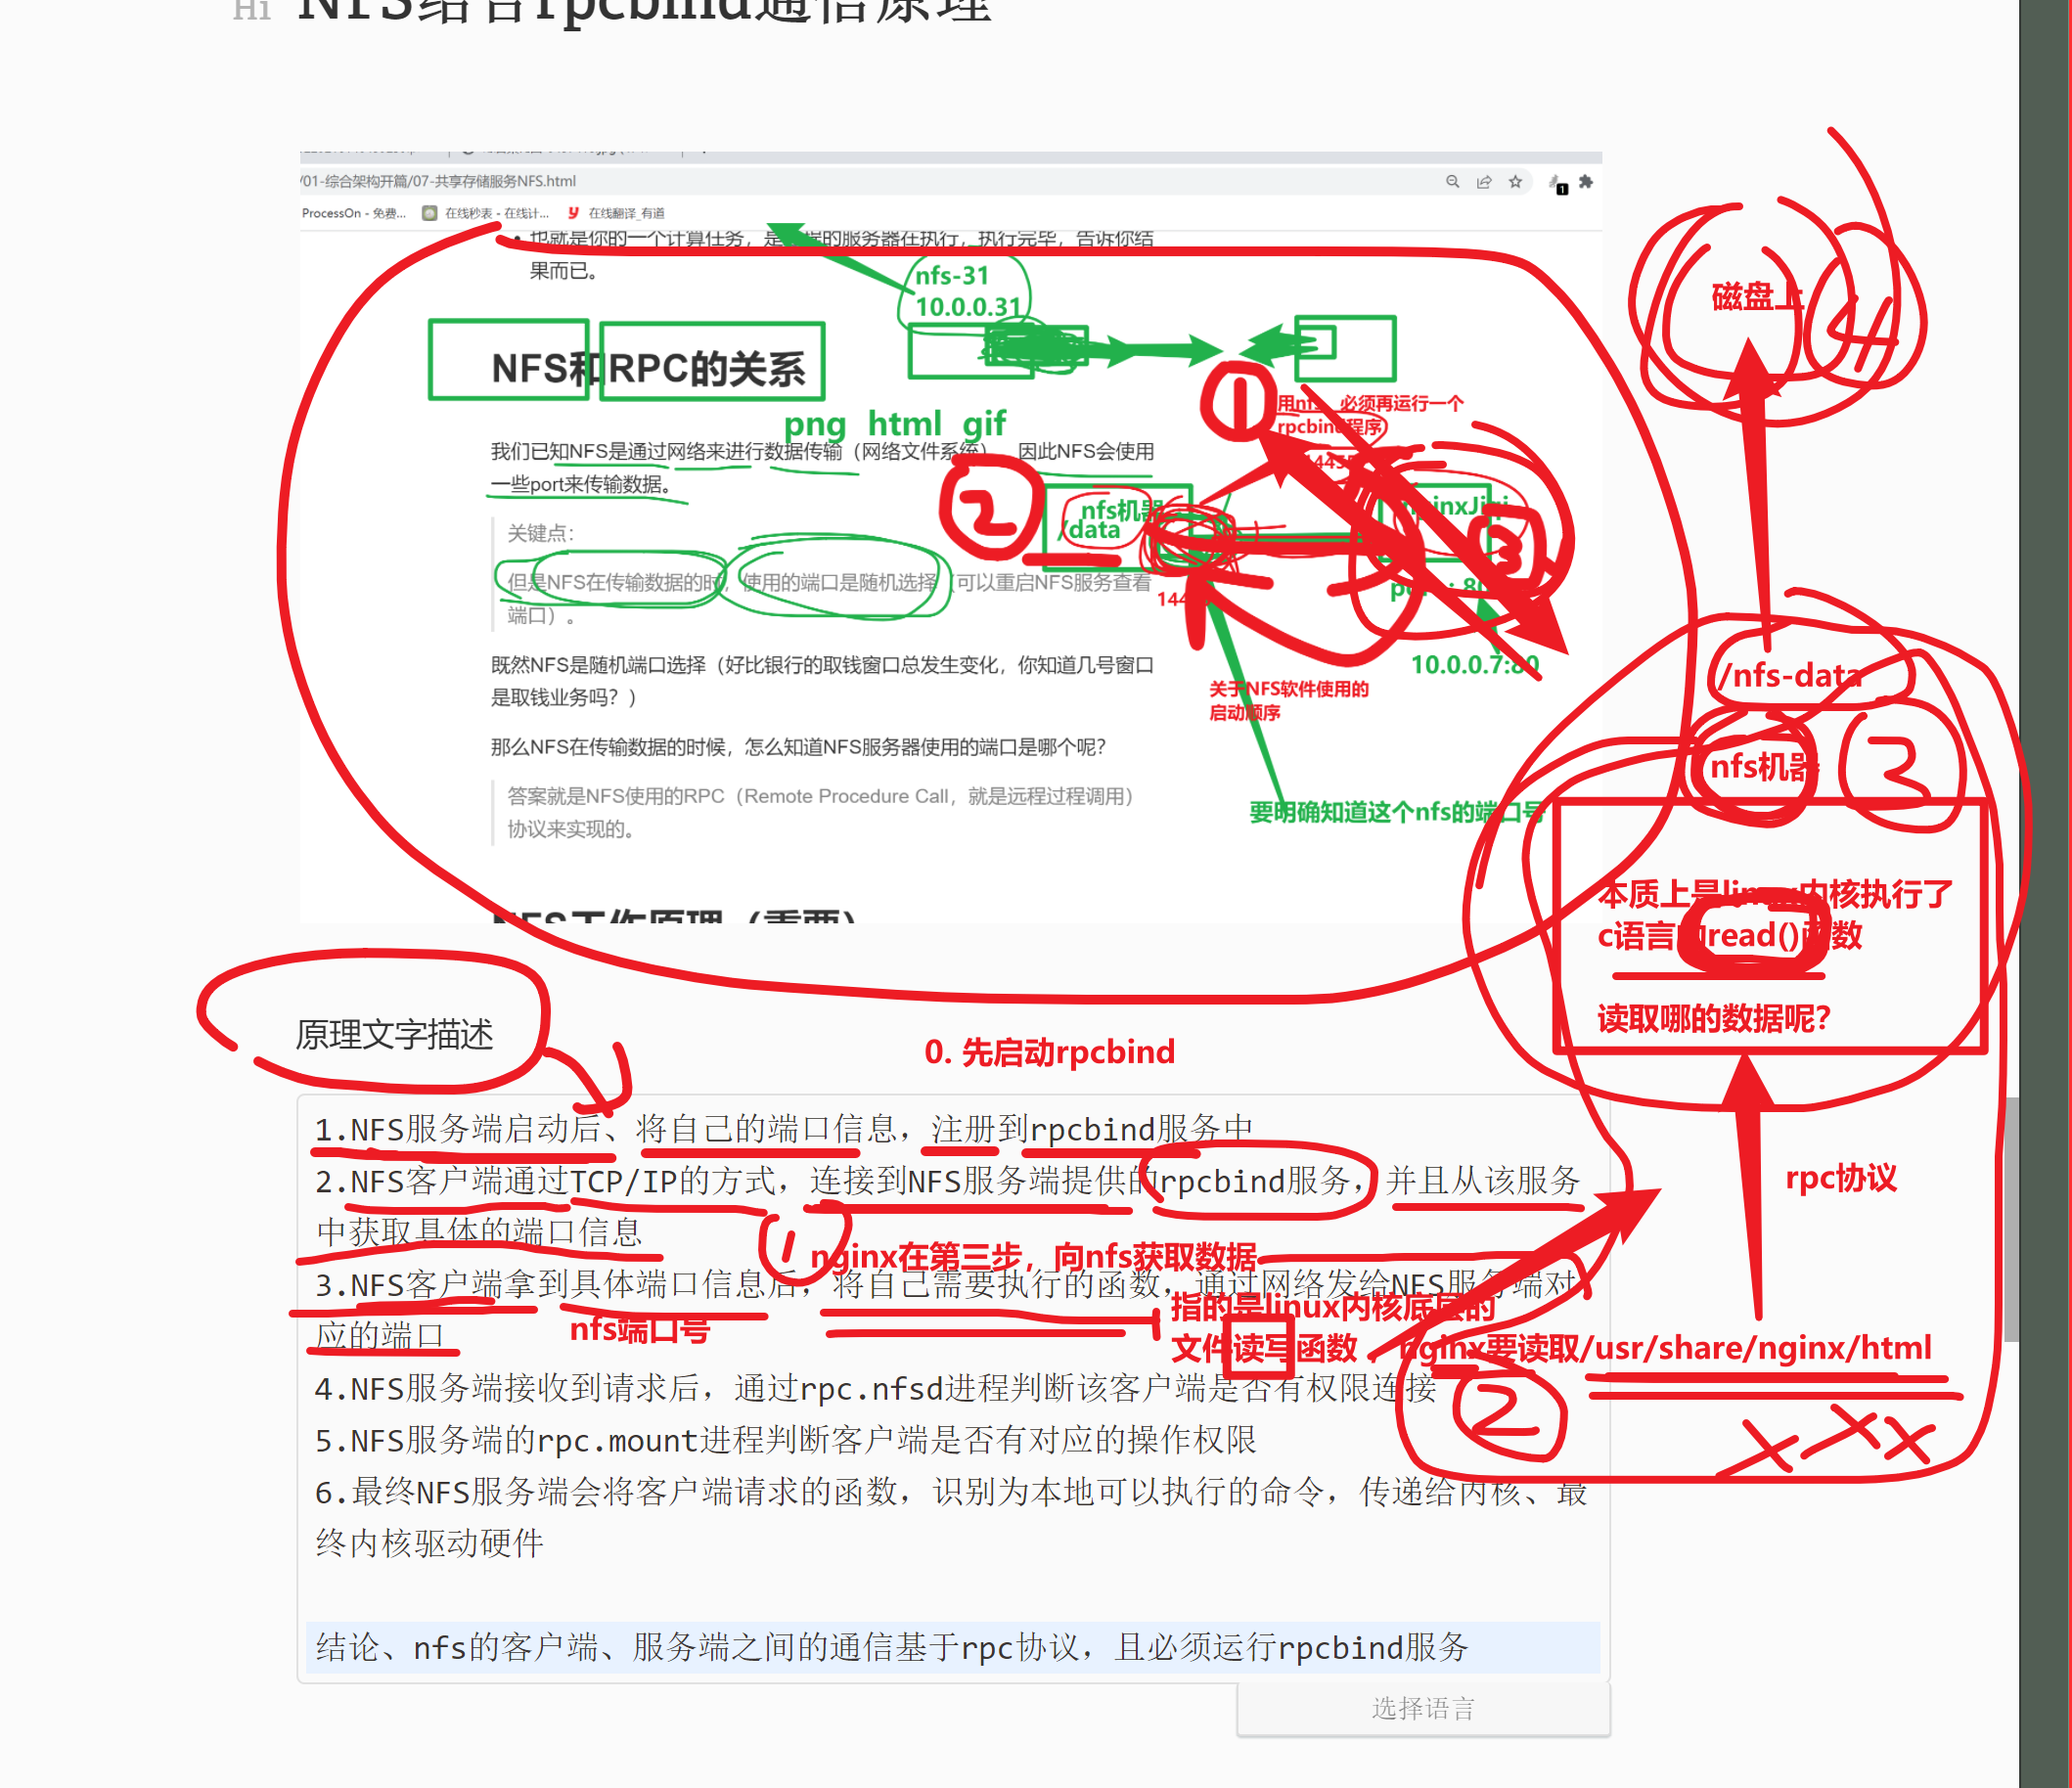 Hi NFS结合rpcbind通信原理
/01-综合架构开篇/07-共享存储服务NFS.html
ProcessOn - 免费... 在线秒表 - 在线计... 在线翻译_有道
也就是你的一个计算任务，是 程的服务器在执行，执行完毕，告诉你结
果而已。
nfs-31
10.0.0.31
NFS和RPC的关系
png html gif
用nfs 必须再运行一个
rpcbind程序
我们已知NFS是通过网络来进行数据传输（网络文件系统） 因此NFS会使用
一些port来传输数据。
关键点：
但是NFS在传输数据的时 使用的端口是随机选择（可以重启NFS服务查看
端口）。
nfs机器
/data
144
10.0.0.7:80
既然NFS是随机端口选择（好比银行的取钱窗口总发生变化，你知道几号窗口
是取钱业务吗？）
关于NFS软件使用的
启动顺序
那么NFS在传输数据的时候，怎么知道NFS服务器使用的端口是哪个呢？
答案就是NFS使用的RPC（Remote Procedure Call，就是远程过程调用）
协议来实现的。
要明确知道这个nfs的端口号
NFS工作原理（重要）
磁盘上
4
/nfs-data
nfs机器
3
本质上是linux内核执行了
c语言的read()函数
读取哪的数据呢？
rpc协议
1
2
3
原理文字描述
0. 先启动rpcbind
1.NFS服务端启动后、将自己的端口信息，注册到rpcbind服务中
2.NFS客户端通过TCP/IP的方式，连接到NFS服务端提供的rpcbind服务，并且从该服务
中获取具体的端口信息
1
nginx在第三步，向nfs获取数据
3.NFS客户端拿到具体端口信息后，将自己需要执行的函数，通过网络发给NFS服务端对
应的端口
nfs端口号
指的是linux内核底层的
文件读写函数 ，nginx要读取/usr/share/nginx/html
2
4.NFS服务端接收到请求后，通过rpc.nfsd进程判断该客户端是否有权限连接
5.NFS服务端的rpc.mount进程判断客户端是否有对应的操作权限
6.最终NFS服务端会将客户端请求的函数，识别为本地可以执行的命令，传递给内核、最
终内核驱动硬件
结论、nfs的客户端、服务端之间的通信基于rpc协议，且必须运行rpcbind服务
选择语言